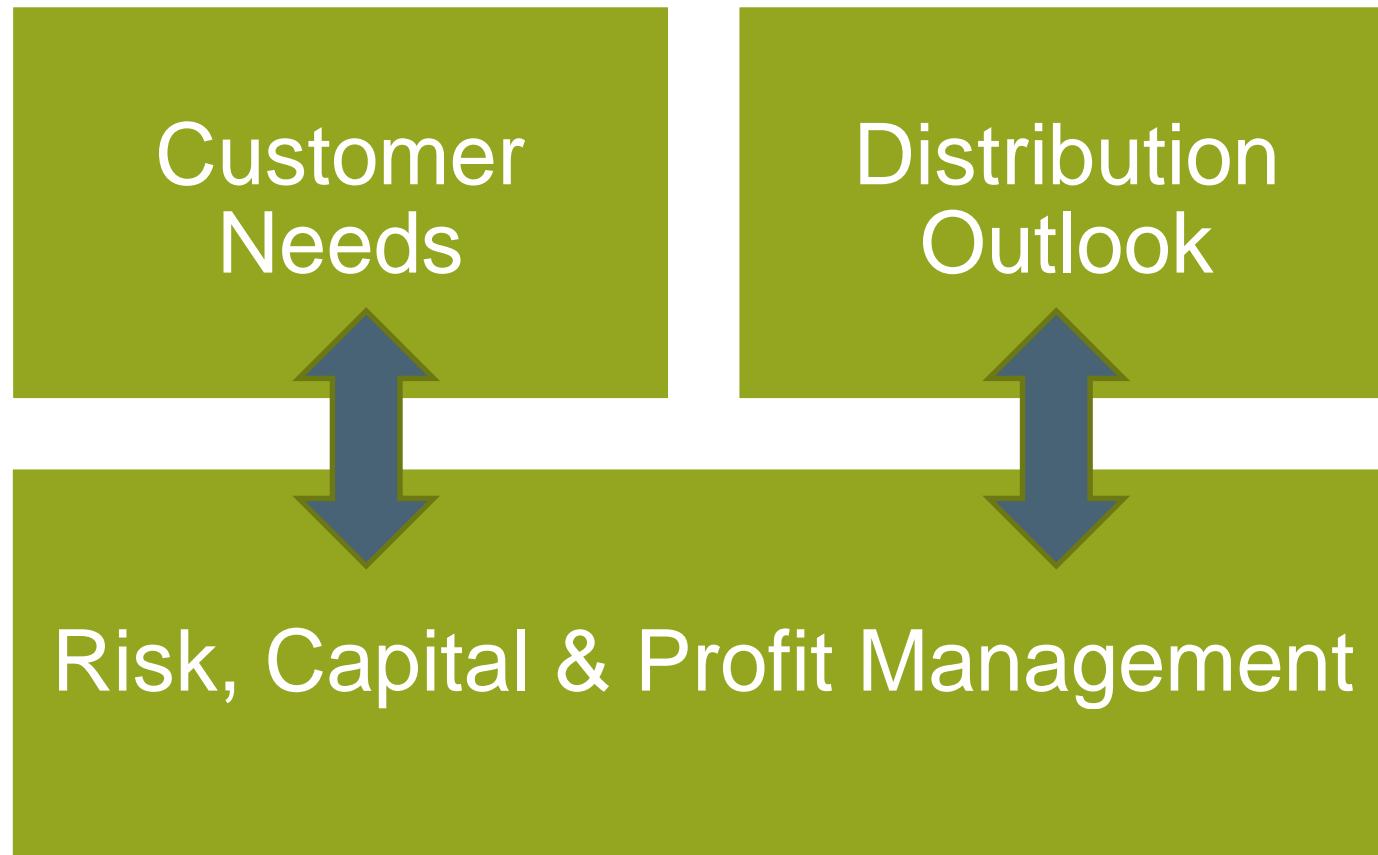 Customer
Needs
Distribution
Outlook
Risk, Capital & Profit Management